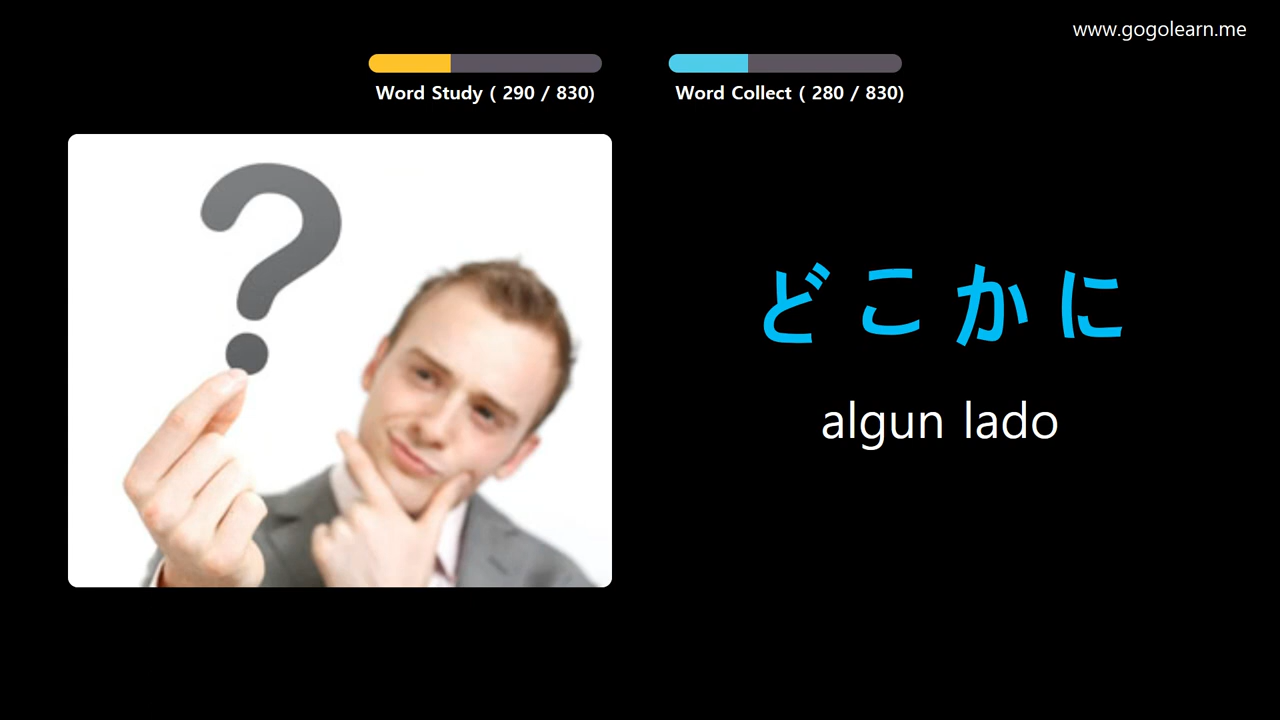 www.gogolearn.me
Word Study ( 290 / 830)
Word Collect ( 280 / 830)
どこかに
algun lado